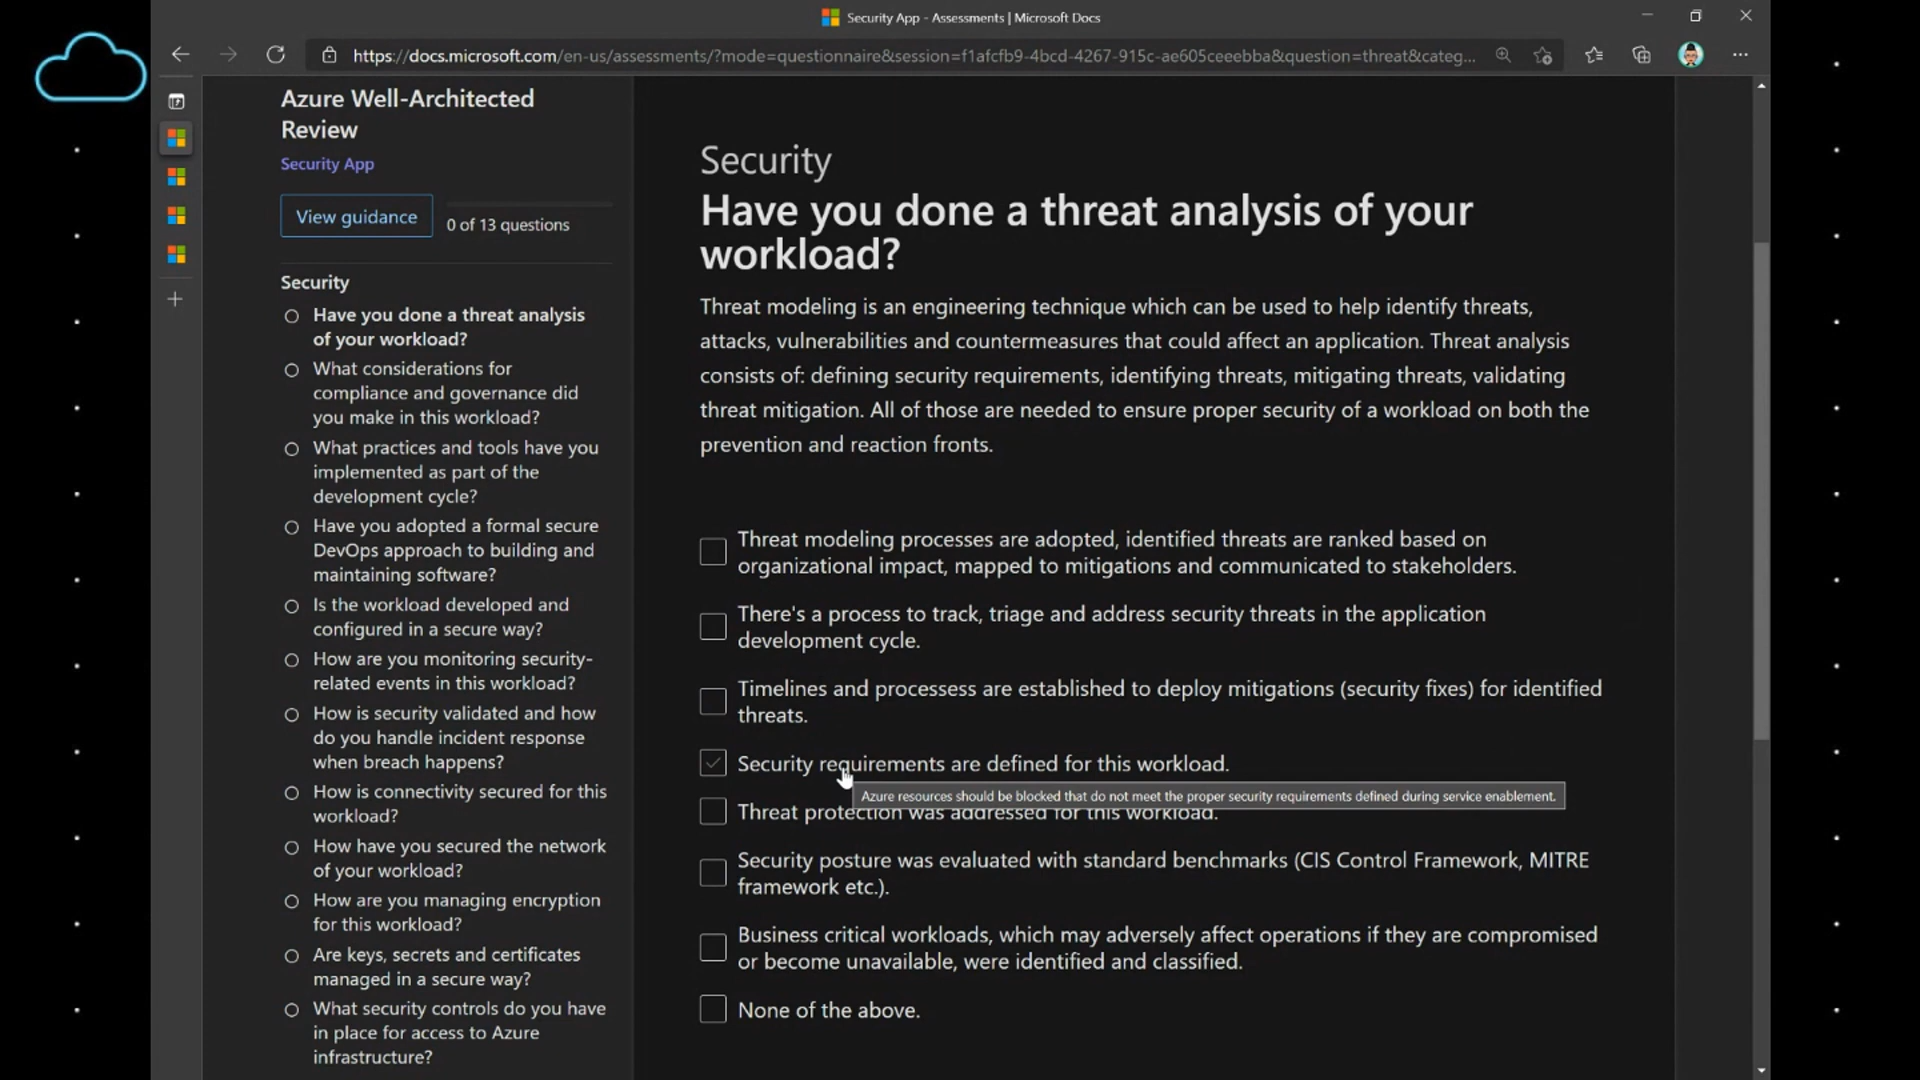 Security App - Assessments | Microsoft Docs
https://docs.microsoft.com/en-us/assessments/?mode=questionnaire&session=f1afcfb9-4bcd-4267-915c-ae605ceeebba&question=threat&categ...
Azure Well-Architected
Review
Security App
View guidance
0 of 13 questions
Security
Have you done a threat analysis
of your workload?
What considerations for
compliance and governance did
you make in this workload?
What practices and tools have you
implemented as part of the
development cycle?
Have you adopted a formal secure
DevOps approach to building and
maintaining software?
Is the workload developed and
configured in a secure way?
How are you monitoring security-
related events in this workload?
How is security validated and how
do you handle incident response
when breach happens?
How is connectivity secured for this
workload?
How have you secured the network
of your workload?
How are you managing encryption
for this workload?
Are keys, secrets and certificates
managed in a secure way?
What security controls do you have
in place for access to Azure
infrastructure?
Security
Have you done a threat analysis of your
workload?
Threat modeling is an engineering technique which can be used to help identify threats,
attacks, vulnerabilities and countermeasures that could affect an application. Threat analysis
consists of: defining security requirements, identifying threats, mitigating threats, validating
threat mitigation. All of those are needed to ensure proper security of a workload on both the
prevention and reaction fronts.
Threat modeling processes are adopted, identified threats are ranked based on
organizational impact, mapped to mitigations and communicated to stakeholders.
There's a process to track, triage and address security threats in the application
development cycle.
Timelines and processess are established to deploy mitigations (security fixes) for identified
threats.
Security requirements are defined for this workload.
Azure resources should be blocked that do not meet the proper security requirements defined during service enablement.
Threat protection was addressed for this workload.
Security posture was evaluated with standard benchmarks (CIS Control Framework, MITRE
framework etc.).
Business critical workloads, which may adversely affect operations if they are compromised
or become unavailable, were identified and classified.
None of the above.